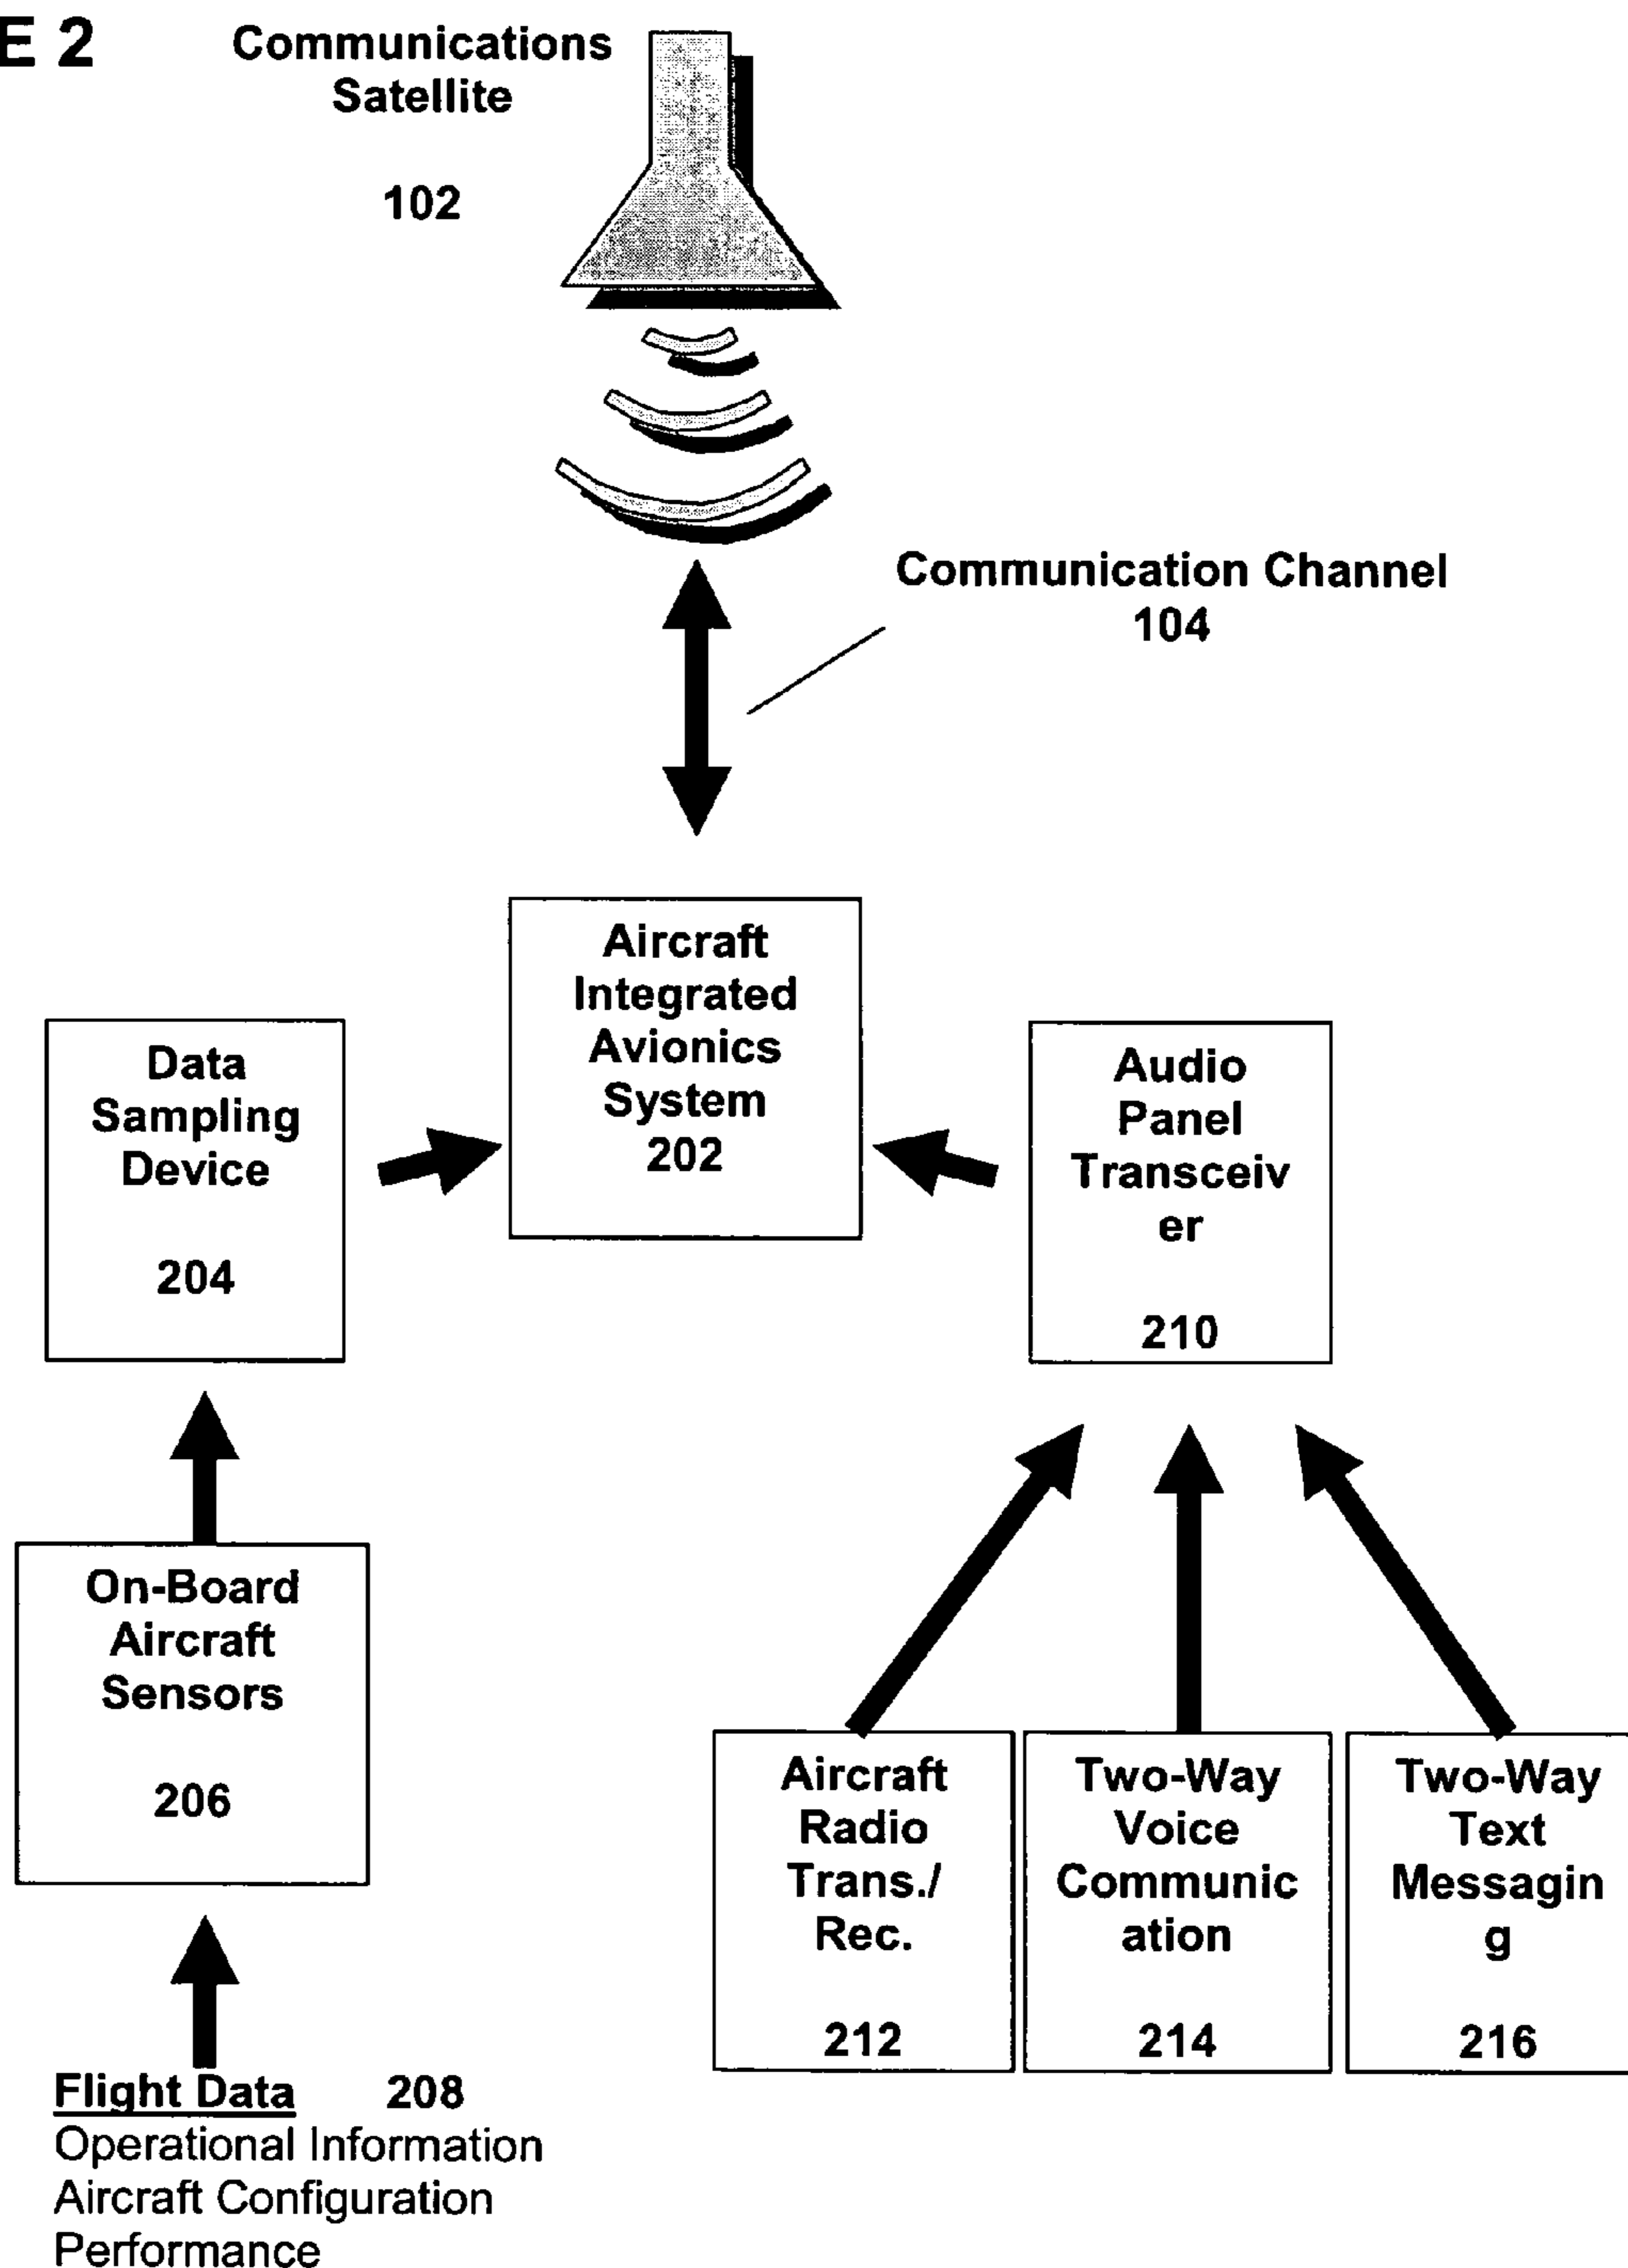 E 2
Communications
Satellite
102
Communication Channel
104
Aircraft
Integrated
Avionics
System
202
Data
Sampling
Device
204
Audio
Panel
Transceiv
er
210
On-Board
Aircraft
Sensors
206
Aircraft
Radio
Trans./
Rec.
212
Two-Way
Voice
Communic
ation
214
Two-Way
Text
Messagin
g
216
Flight Data 208
Operational Information
Aircraft Configuration
Performance